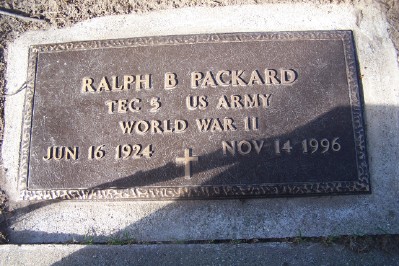 RALPH B PACKARD
TEC 5 US ARMY
WORLD WAR II
JUN 16 1924 NOV 14 1996